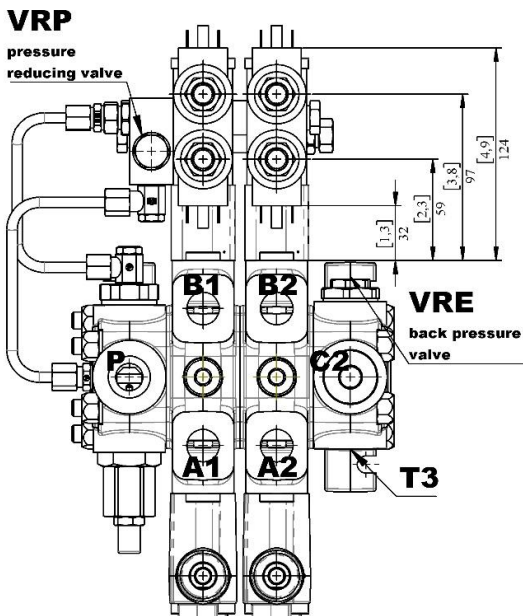 VRP
pressure
reducing valve
[4,9]
124
[3,8]
97
[2,3]
59
[1,3]
32
B1 B2
VRE
back pressure
valve
P C2
A1 A2
T3